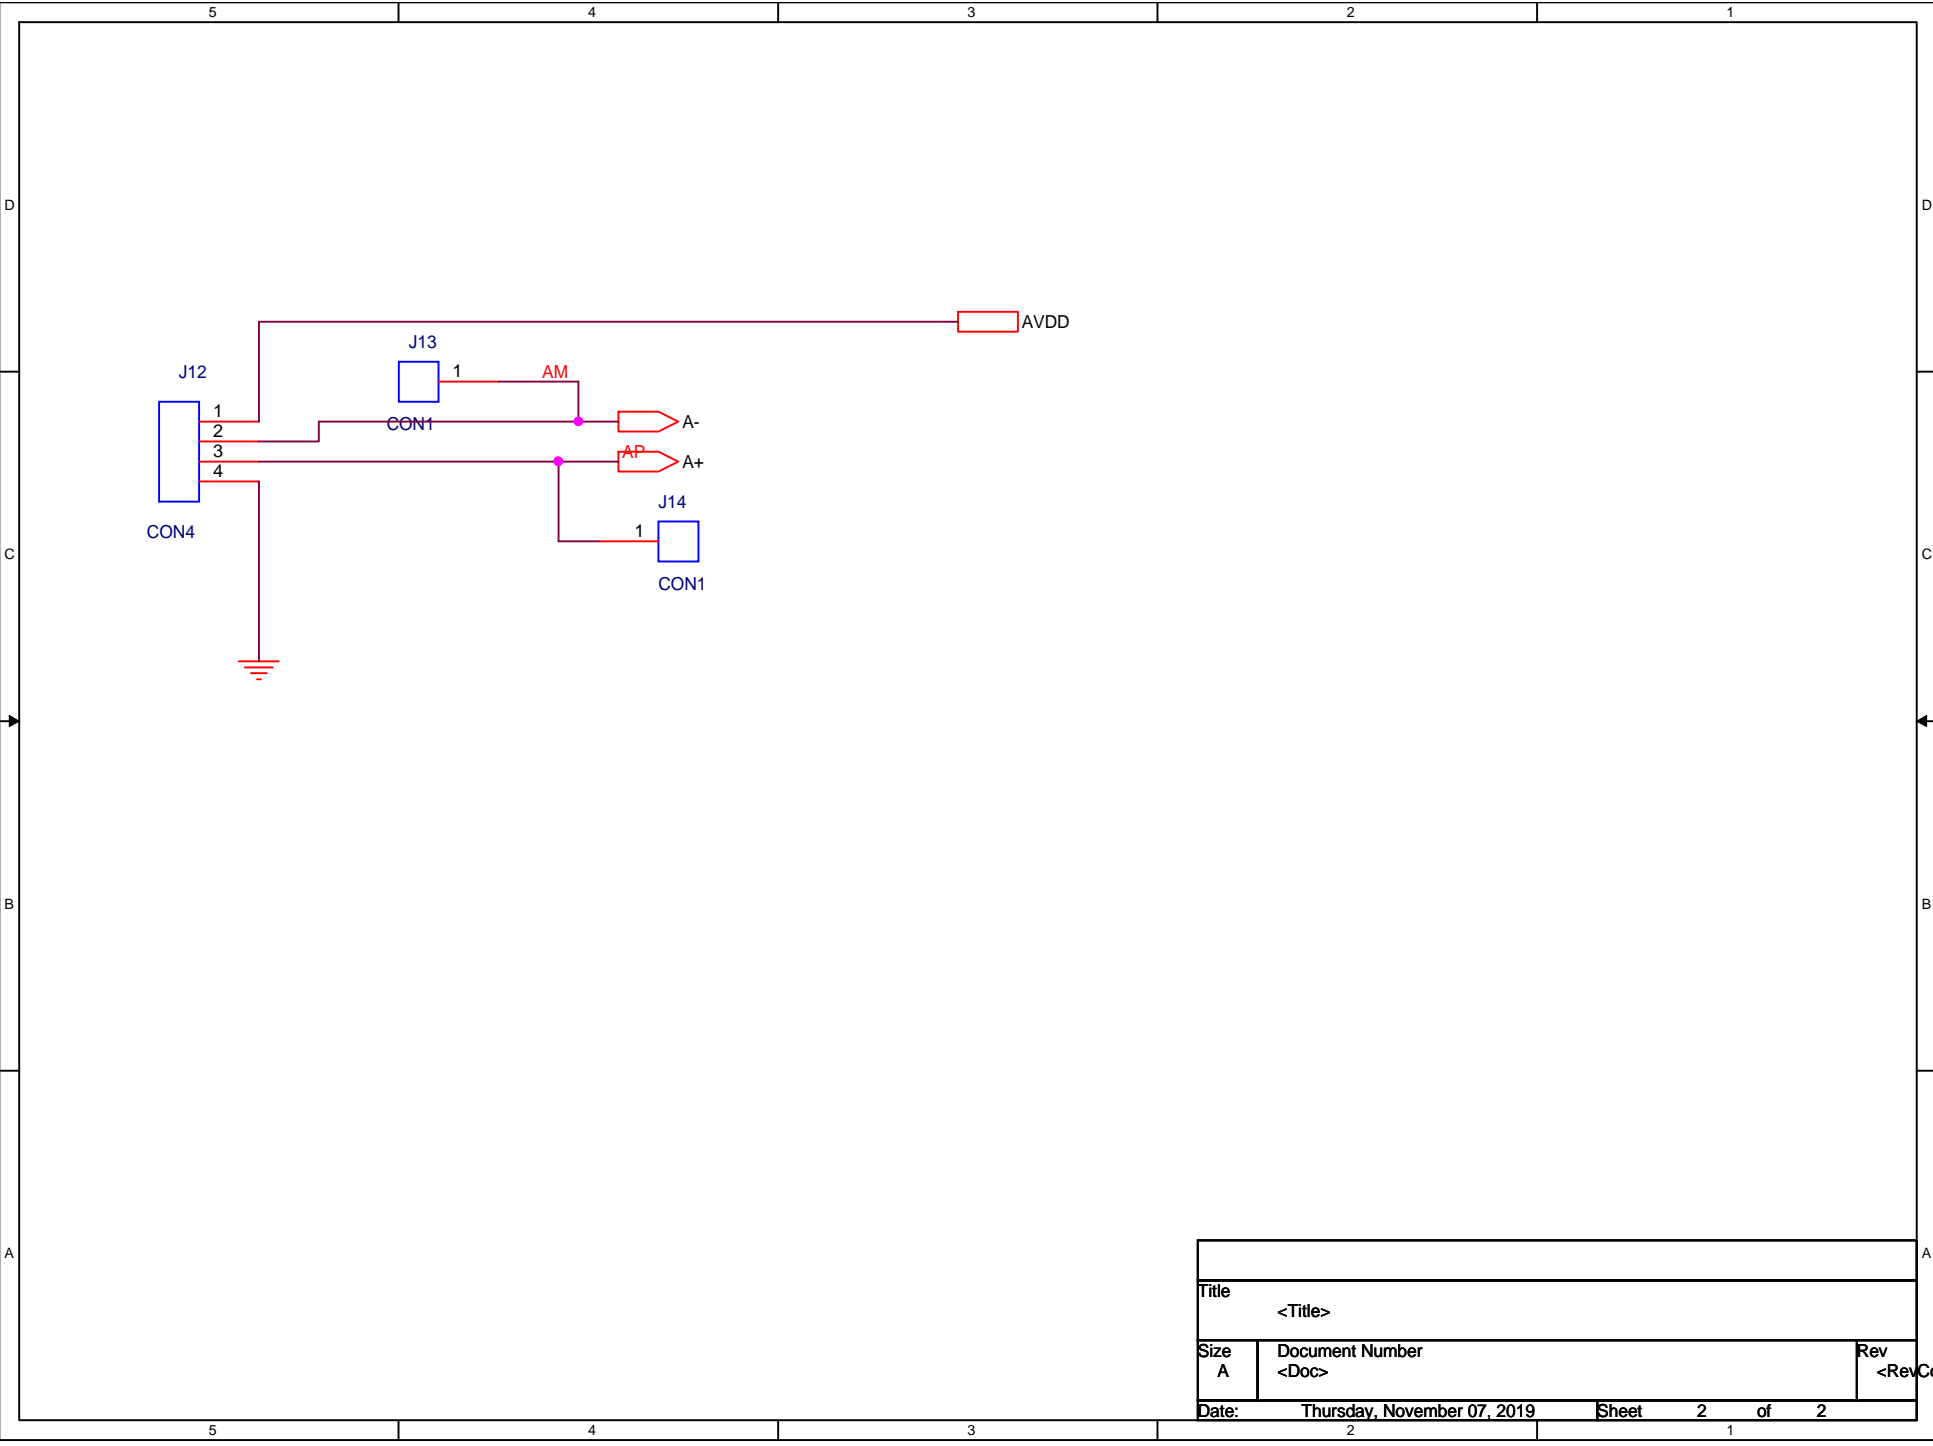 5 4 3 2 1
D D
AVDD
J13
J12
1 AM
1
CON1 A-
2
3 AP
A+
4
J14
CON4 1
C C
CON1
B B
A A
Title
<Title>
Size Document Number Rev
A <Doc> <RevCo
Date: Thursday, November 07, 2019 Sheet 2 of 2
5 4 3 2 1